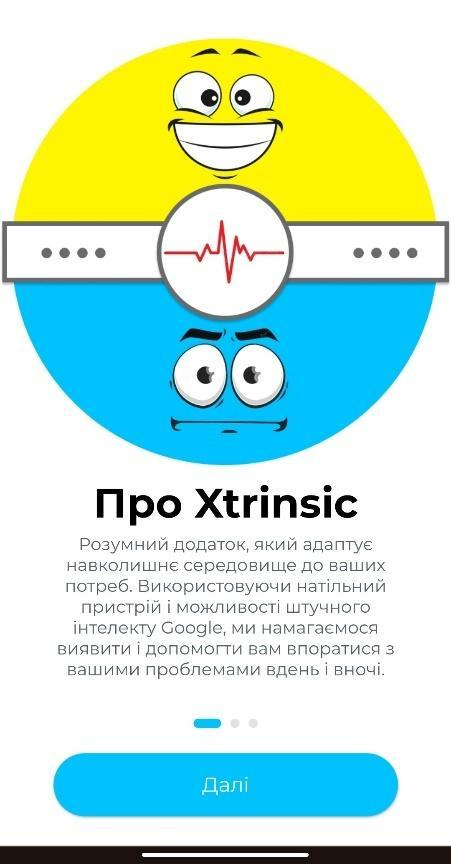 Про Xtrinsic
Розумний додаток, який адаптує
навколишнє середовище до ваших
потреб. Використовуючи натільний
пристрій і можливості штучного
інтелекту Google, ми намагаємося
виявити і допомогти вам впоратися з
вашими проблемами вдень і вночі.
Далі